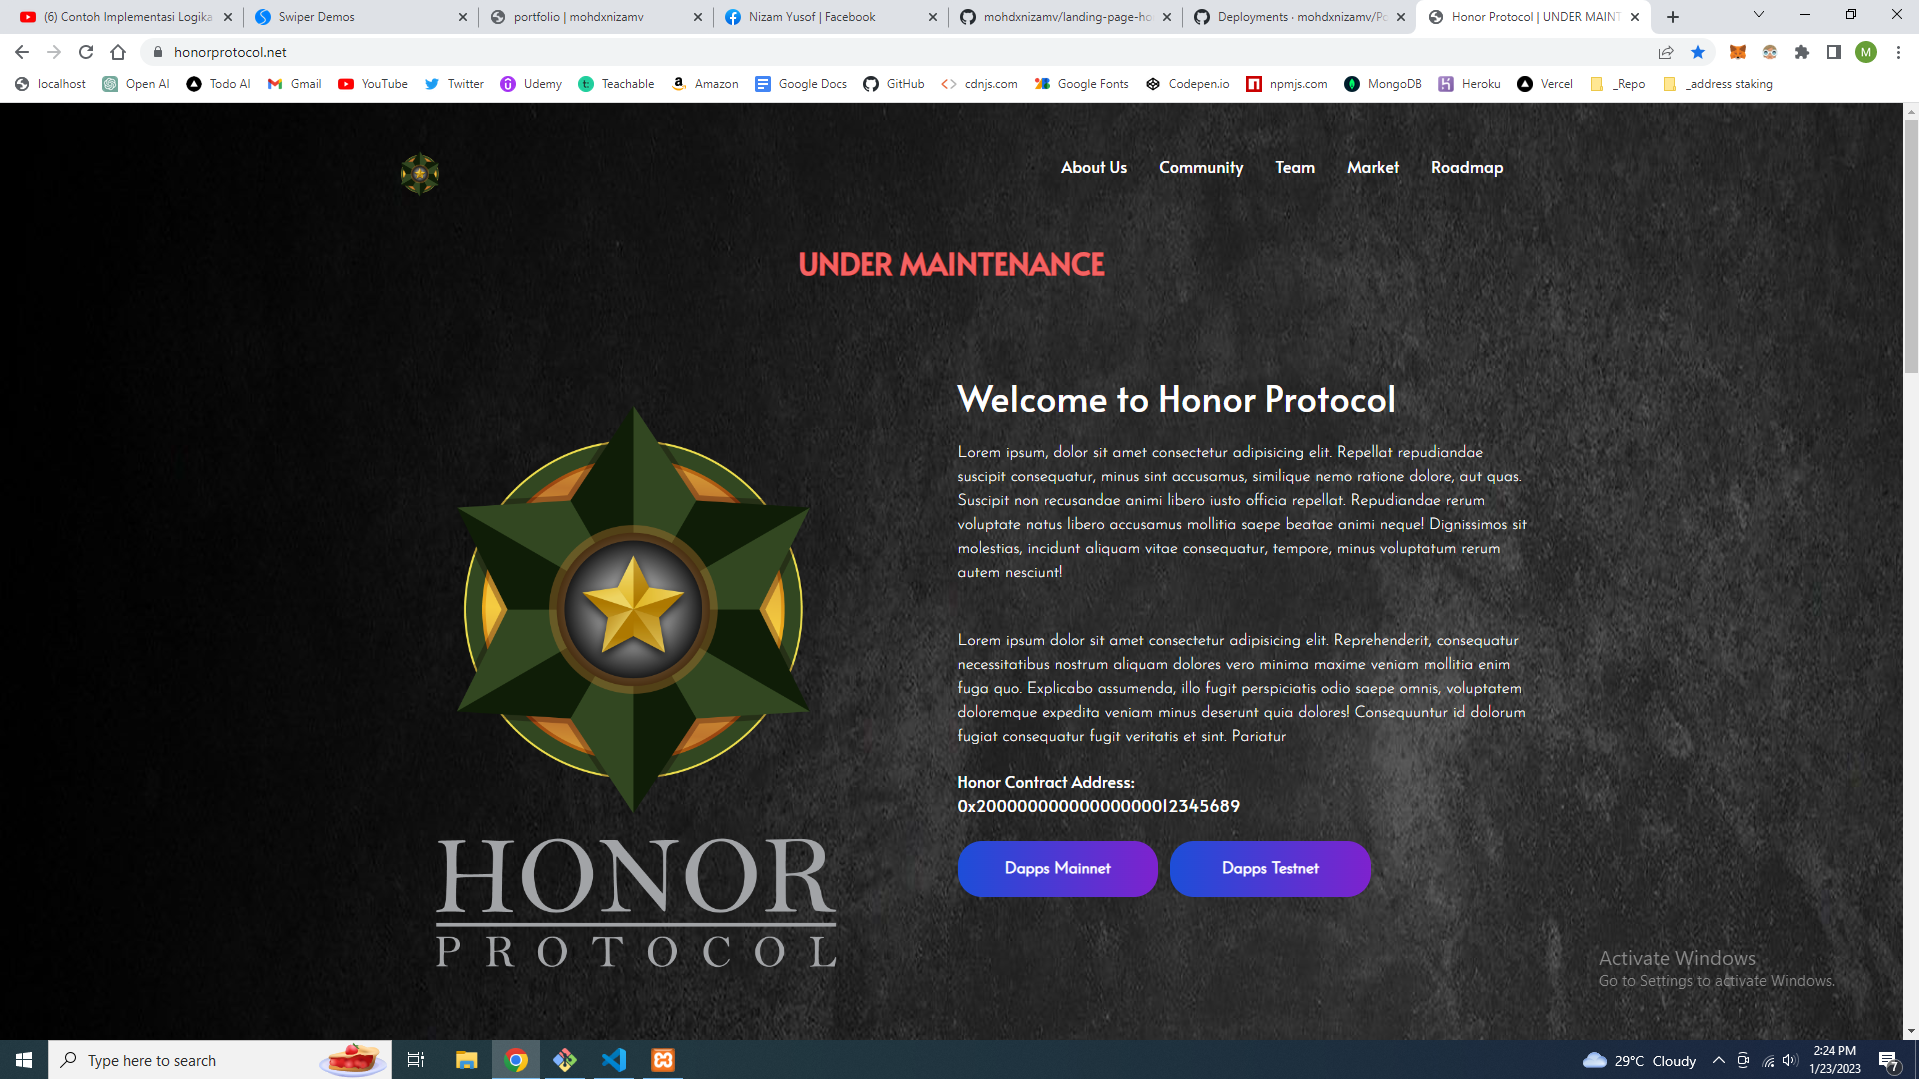 (6) Contoh Implementasi Logika
Swiper Demos
portfolio | mohdxnizamv
Nizam Yusof | Facebook
mohdxnizamv/landing-page-ho
Deployments · mohdxnizamv/Po
Honor Protocol | UNDER MAINT
honorprotocol.net
M
localhost
Open AI
Todo AI
Gmail
YouTube
Twitter
Udemy
Teachable
Amazon
Google Docs
GitHub
cdnjs.com
Google Fonts
Codepen.io
npmjs.com
MongoDB
Heroku
Vercel
_Repo
_address staking
About Us
Community
Team
Market
Roadmap
UNDER MAINTENANCE
Welcome to Honor Protocol
Lorem ipsum, dolor sit amet consectetur adipisicing elit. Repellat repudiandae
suscipit consequatur, minus sint accusamus, similique nemo ratione dolore, aut quas.
Suscipit non recusandae animi libero iusto officia repellat. Repudiandae rerum
voluptate natus libero accusamus mollitia saepe beatae animi neque! Dignissimos sit
molestias, incidunt aliquam vitae consequatur, tempore, minus voluptatum rerum
autem nesciunt!
Lorem ipsum dolor sit amet consectetur adipisicing elit. Reprehenderit, consequatur
necessitatibus nostrum aliquam dolores vero minima maxime veniam mollitia enim
fuga quo. Explicabo assumenda, illo fugit perspiciatis odio saepe omnis, voluptatem
doloremque expedita veniam minus deserunt quia dolores! Consequuntur id dolorum
fugiat consequatur fugit veritatis et sint. Pariatur
Honor Contract Address:
0x20000000000000000012345689
Dapps Mainnet
Dapps Testnet
HONOR
PROTOCOL
Activate Windows
Go to Settings to activate Windows.
Type here to search
29°C Cloudy
2:24 PM
1/23/2023
7